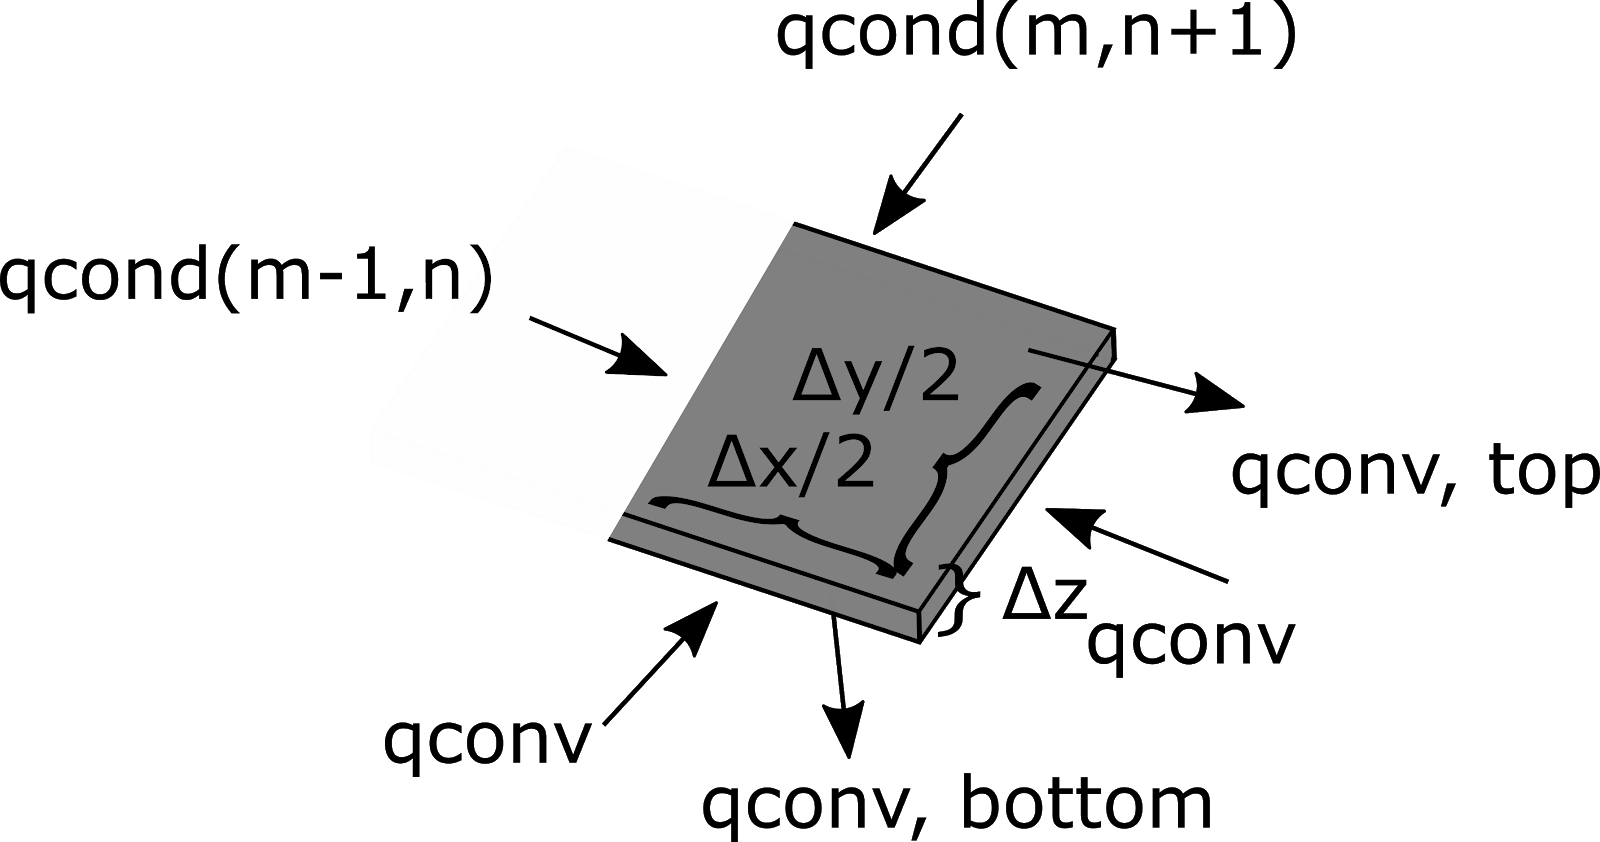 qcond(m,n+1)
qcond(m-1,n)
Δy/2
Δx/2
qconv, top
} Δz
qconv
qconv
qconv, bottom